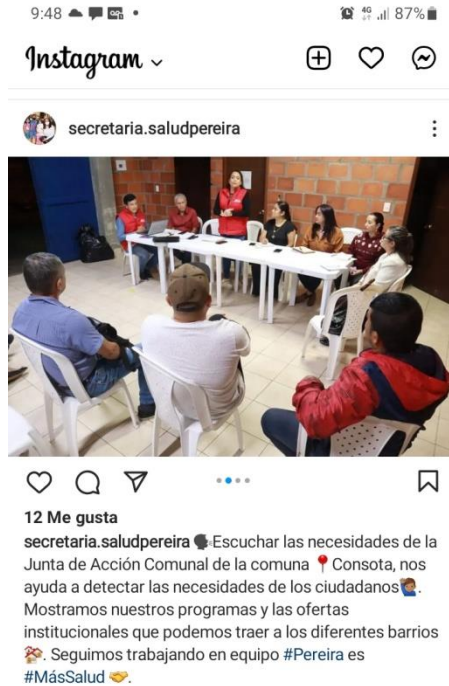 9:48
4G 87%
Instagram
secretaria.saludpereira
12 Me gusta
secretaria.saludpereira 🗣️Escuchar las necesidades de la
Junta de Acción Comunal de la comuna 📍Consota, nos
ayuda a detectar las necesidades de los ciudadanos🙋🏽‍♂️.
Mostramos nuestros programas y las ofertas
institucionales que podemos traer a los diferentes barrios
🏘️. Seguimos trabajando en equipo #Pereira es
#MásSalud 🤝.